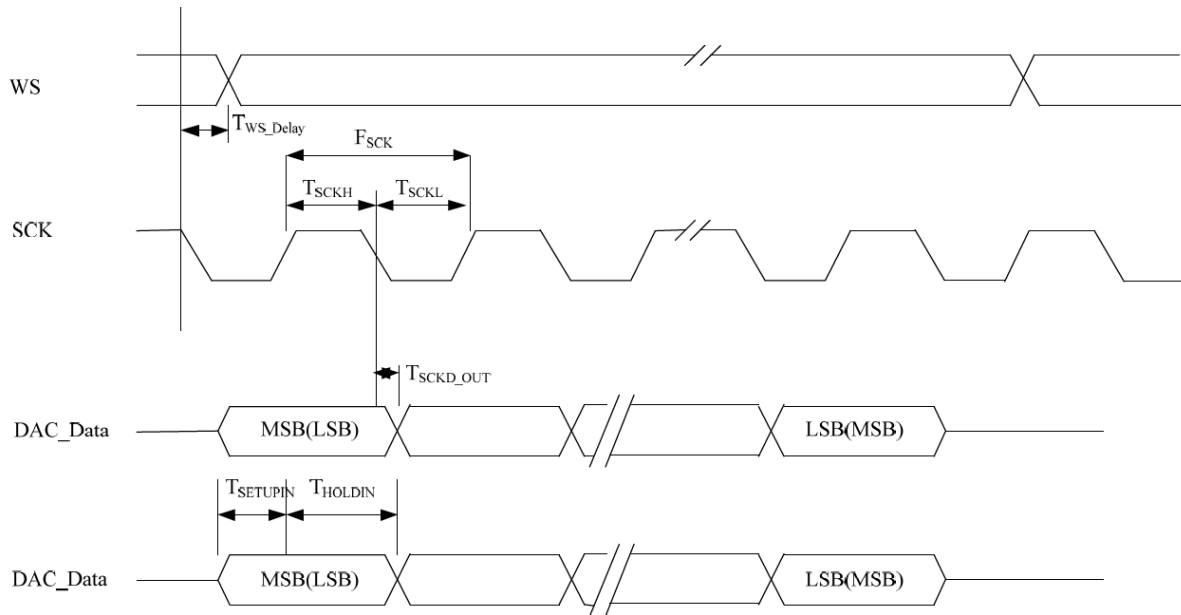 WS
T_WS_Delay
F_SCK
T_SCKH T_SCKL
SCK
T_SCKD_OUT
DAC_Data MSB(LSB) LSB(MSB)
T_SETUPIN T_HOLDIN
DAC_Data MSB(LSB) LSB(MSB)